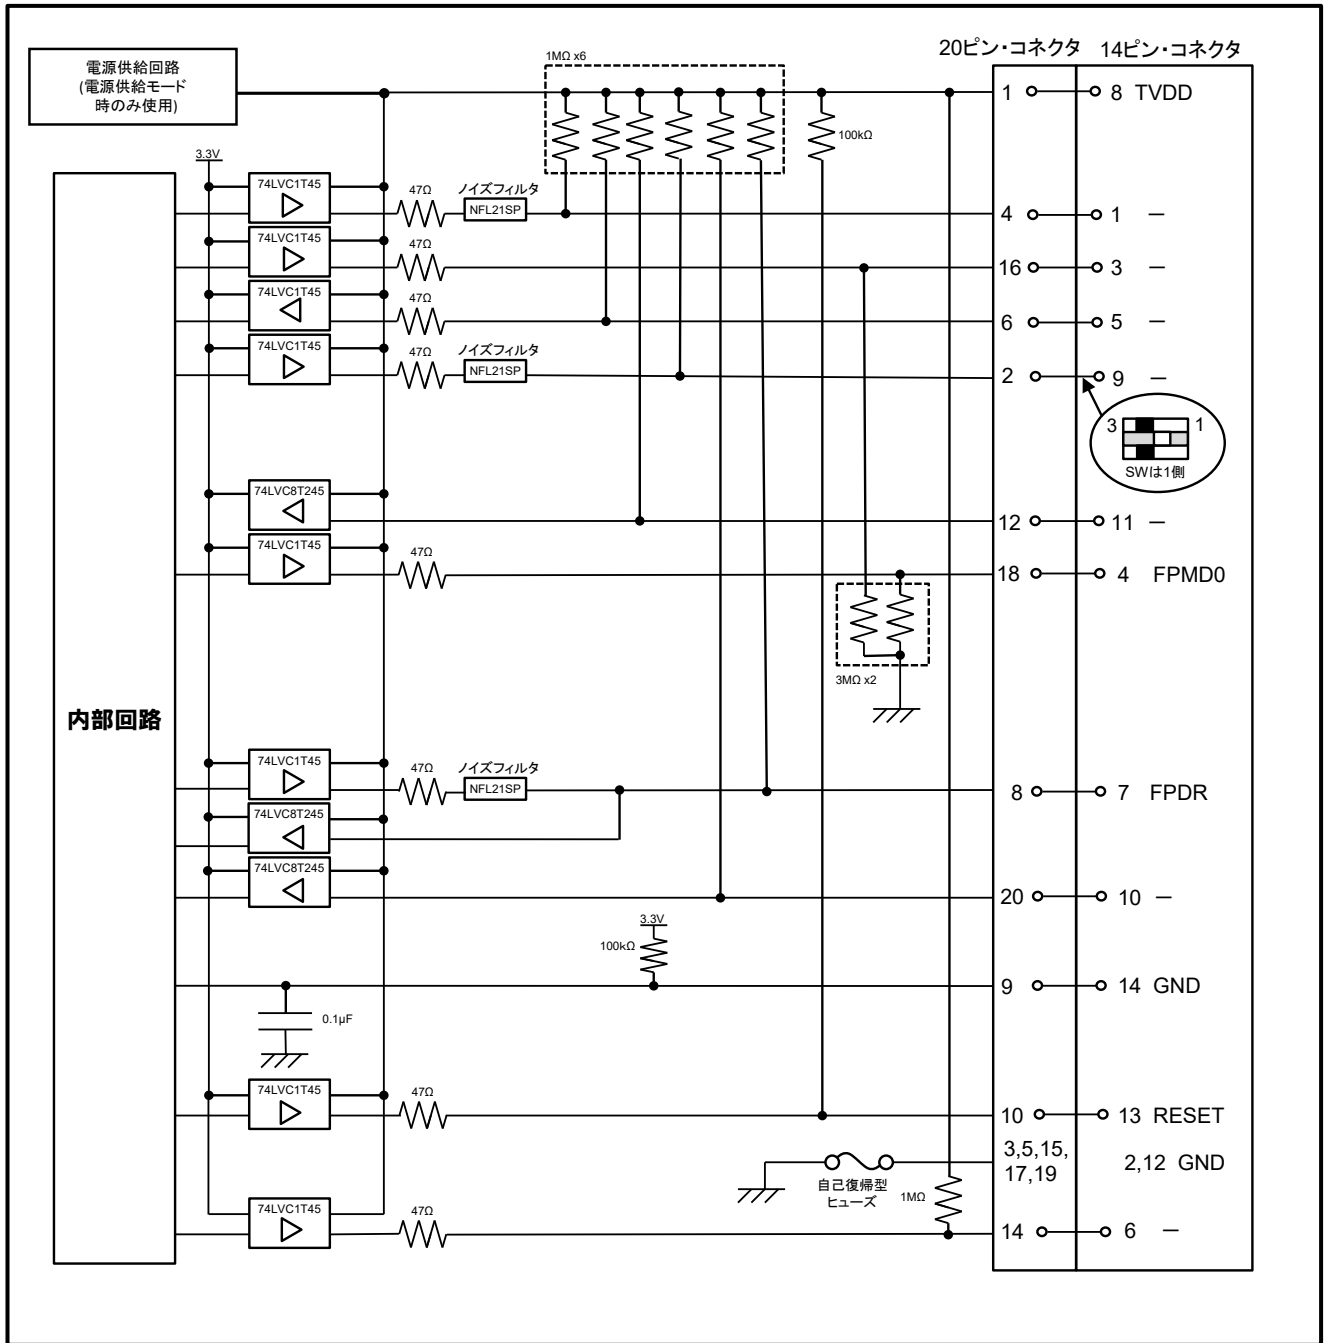 20ピン・コネクタ 14ピン・コネクタ
電源供給回路
(電源供給モード
時のみ使用)
1MΩ x6
1 8 TVDD
100kΩ
3.3V
74LVC1T45
47Ω
ノイズフィルタ
NFL21SP
4 1 －
74LVC1T45
47Ω
16 3 －
74LVC1T45
47Ω
6 5 －
74LVC1T45
47Ω
ノイズフィルタ
NFL21SP
2 9 －
3 1
SWは1側
74LVC8T245
12 11 －
74LVC1T45
47Ω
18 4 FPMD0
3MΩ x2
内部回路
74LVC1T45
47Ω
ノイズフィルタ
NFL21SP
8 7 FPDR
74LVC8T245
74LVC8T245
20 10 －
3.3V
100kΩ
9 14 GND
0.1µF
74LVC1T45
47Ω
10 13 RESET
3,5,15,
17,19
2,12 GND
自己復帰型
ヒューズ
1MΩ
74LVC1T45
47Ω
14 6 －